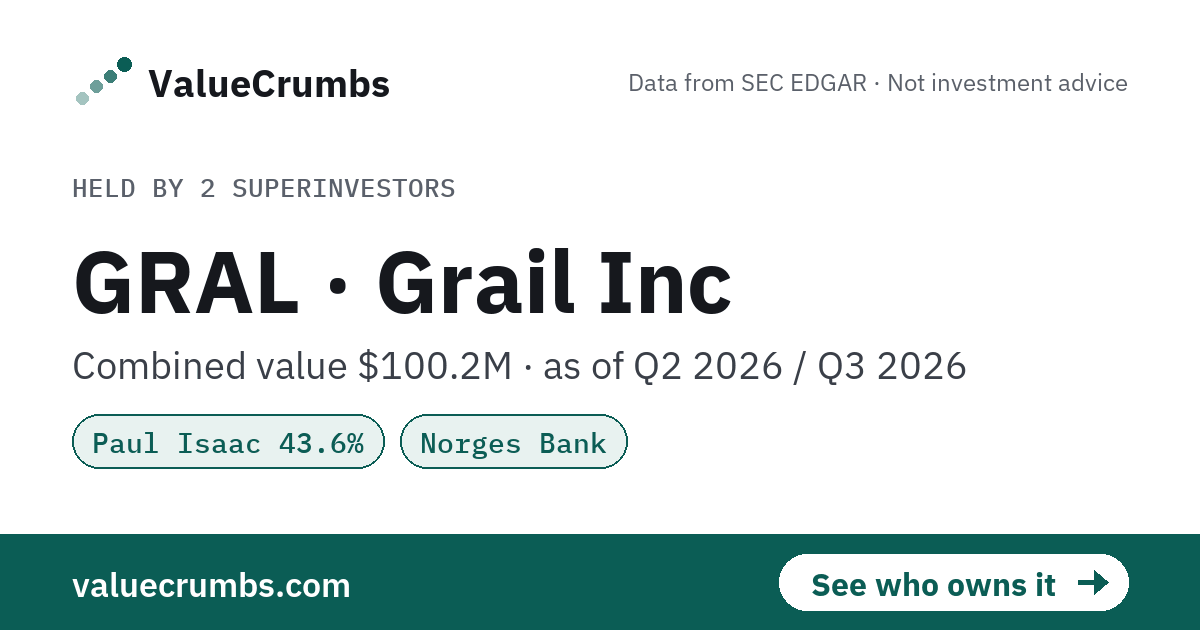 ValueCrumbs
Data from SEC EDGAR · Not investment advice
HELD BY 2 SUPERINVESTORS
GRAL · Grail Inc
Combined value $100.2M · as of Q2 2026 / Q3 2026
Paul Isaac 43.6%
Norges Bank
valuecrumbs.com
See who owns it →